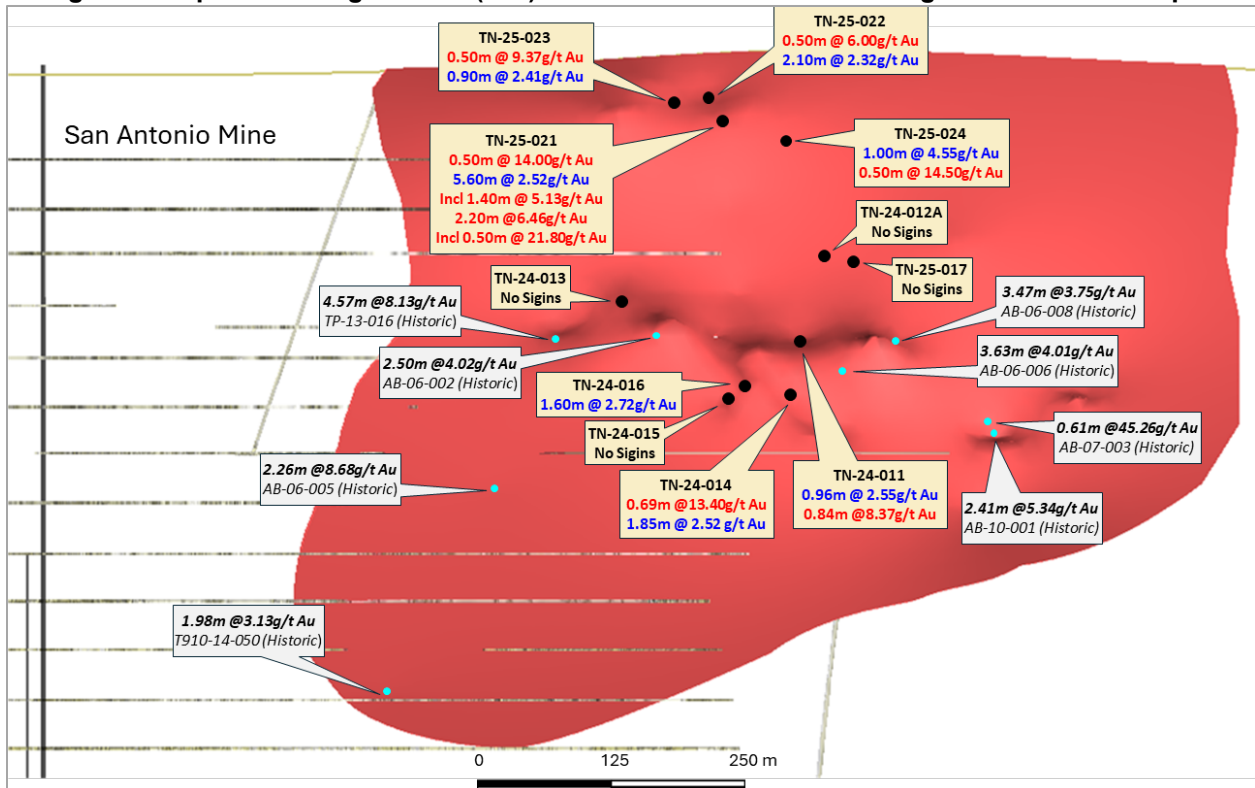 TN-25-023
0.50m @ 9.37g/t Au
0.90m @ 2.41g/t Au
TN-25-022
0.50m @ 6.00g/t Au
2.10m @ 2.32g/t Au
San Antonio Mine
TN-25-021
0.50m @ 14.00g/t Au
5.60m @ 2.52g/t Au
Incl 1.40m @ 5.13g/t Au
2.20m @6.46g/t Au
Incl 0.50m @ 21.80g/t Au
TN-25-024
1.00m @ 4.55g/t Au
0.50m @ 14.50g/t Au
TN-24-012A
No Sigins
TN-25-017
No Sigins
TN-24-013
No Sigins
4.57m @8.13g/t Au
TP-13-016 (Historic)
3.47m @3.75g/t Au
AB-06-008 (Historic)
2.50m @4.02g/t Au
AB-06-002 (Historic)
3.63m @4.01g/t Au
AB-06-006 (Historic)
TN-24-016
1.60m @ 2.72g/t Au
TN-24-015
No Sigins
0.61m @45.26g/t Au
AB-07-003 (Historic)
2.26m @8.68g/t Au
AB-06-005 (Historic)
TN-24-014
0.69m @13.40g/t Au
1.85m @ 2.52 g/t Au
TN-24-011
0.96m @ 2.55g/t Au
0.84m @8.37g/t Au
2.41m @5.34g/t Au
AB-10-001 (Historic)
1.98m @3.13g/t Au
T910-14-050 (Historic)
0 125 250 m